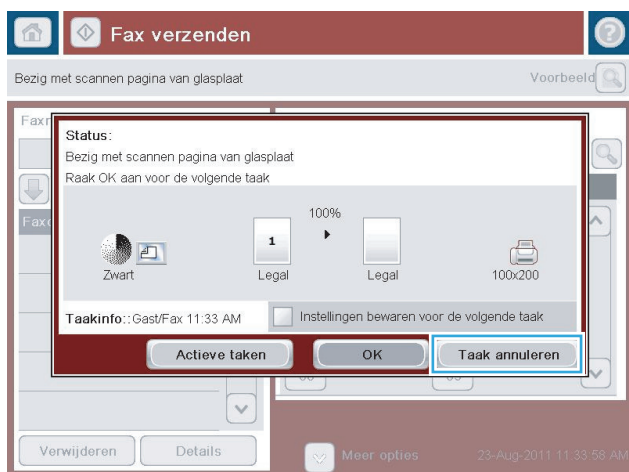 Fax verzenden
Bezig met scannen pagina van glasplaat Voorbeeld
Status:
Bezig met scannen pagina van glasplaat
Raak OK aan voor de volgende taak
100%
1
Zwart Legal Legal 100x200
Taakinfo::Gast/Fax 11:33 AM Instellingen bewaren voor de volgende taak
Actieve taken OK Taak annuleren
Verwijderen Details Meer opties 23-Aug-2011 11:33:58 AM